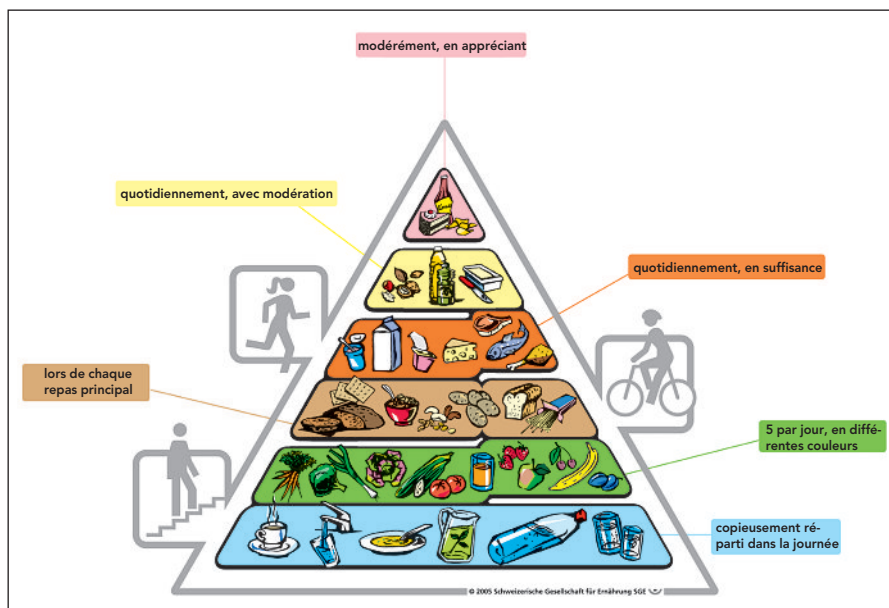 modérément, en appréciant
quotidiennement, avec modération
quotidiennement, en suffisance
lors de chaque
repas principal
5 par jour, en diffé-
rentes couleurs
copieusement ré-
parti dans la journée
© 2005 Schweizerische Gesellschaft für Ernährung SGE